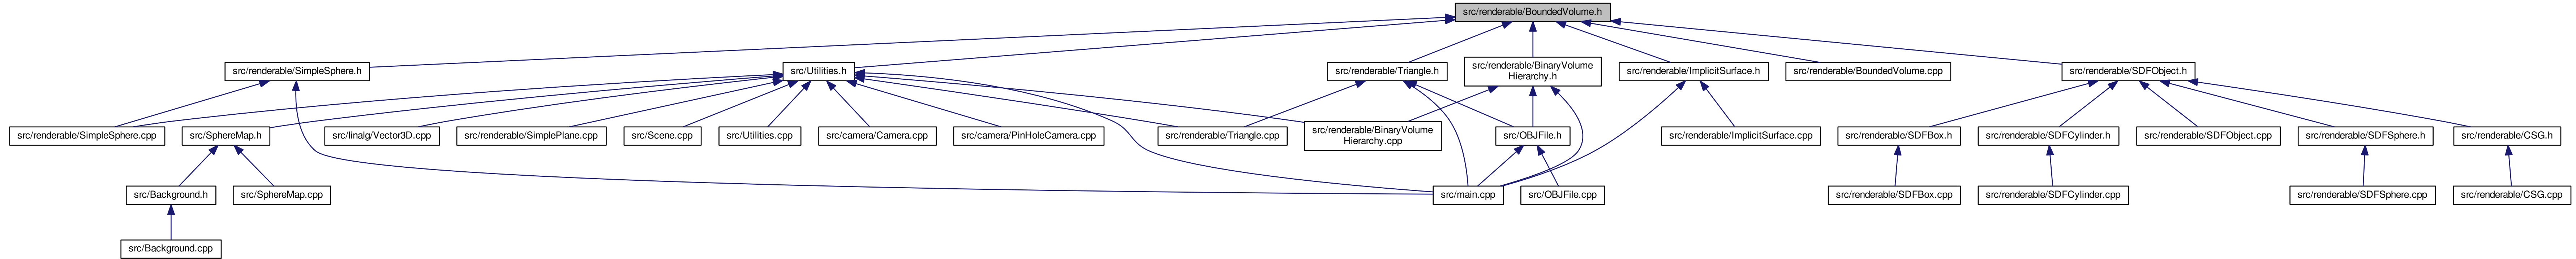 src/renderable/BoundedVolume.h
src/renderable/SimpleSphere.h
src/Utilities.h
src/renderable/Triangle.h
src/renderable/BinaryVolume
Hierarchy.h
src/renderable/ImplicitSurface.h
src/renderable/BoundedVolume.cpp
src/renderable/SDFObject.h
src/renderable/SimpleSphere.cpp
src/SphereMap.h
src/linalg/Vector3D.cpp
src/renderable/SimplePlane.cpp
src/Scene.cpp
src/Utilities.cpp
src/camera/Camera.cpp
src/camera/PinHoleCamera.cpp
src/renderable/Triangle.cpp
src/renderable/BinaryVolume
Hierarchy.cpp
src/OBJFile.h
src/renderable/ImplicitSurface.cpp
src/renderable/SDFBox.h
src/renderable/SDFCylinder.h
src/renderable/SDFObject.cpp
src/renderable/SDFSphere.h
src/renderable/CSG.h
src/Background.h
src/SphereMap.cpp
src/main.cpp
src/OBJFile.cpp
src/renderable/SDFBox.cpp
src/renderable/SDFCylinder.cpp
src/renderable/SDFSphere.cpp
src/renderable/CSG.cpp
src/Background.cpp